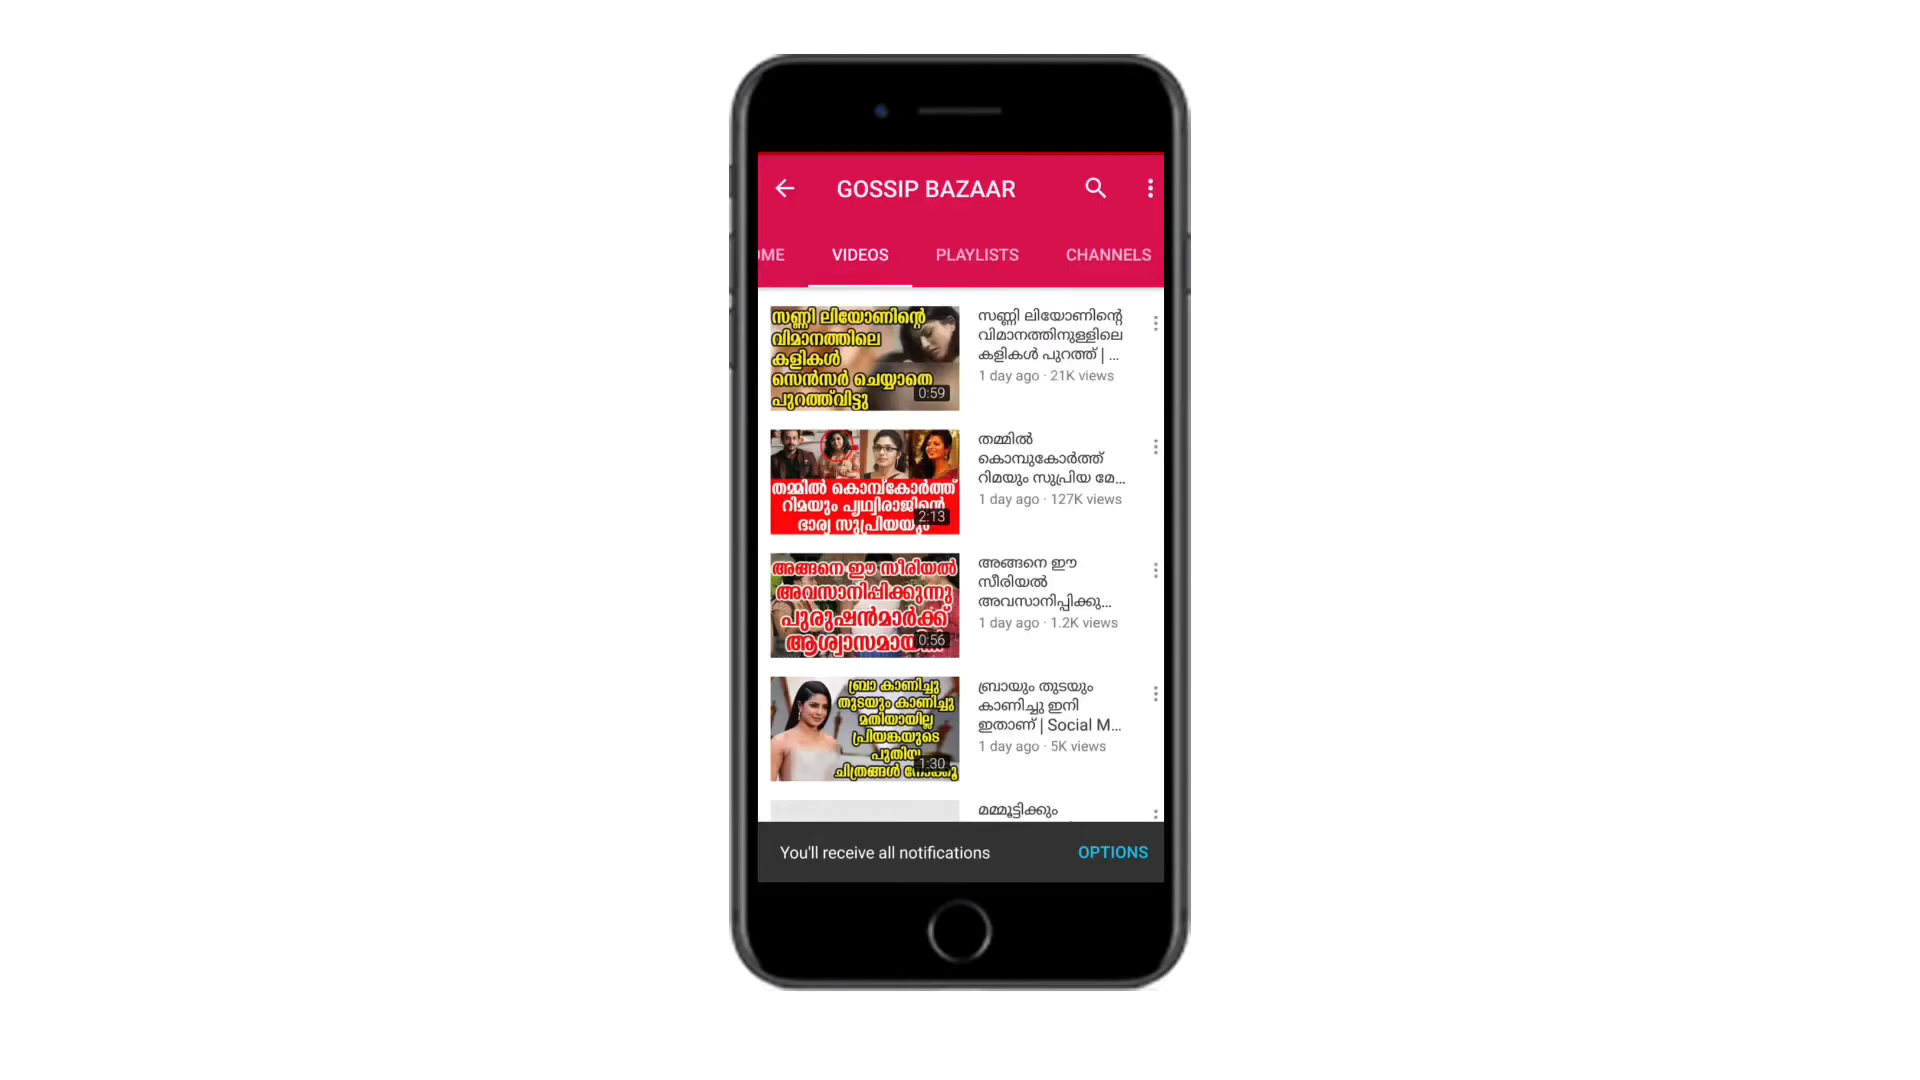 GOSSIP BAZAAR
OME VIDEOS PLAYLISTS CHANNELS
സണ്ണി ലിയോണിന്റെ
വിമാനത്തിലെ
കളികൾ
സെൻസർ ചെയ്യാതെ
പുറത്ത്‌വിട്ടു
0:59
സണ്ണി ലിയോണിന്റെ
വിമാനത്തിനുള്ളിലെ
കളികൾ പുറത്ത് | ...
1 day ago · 21K views
തമ്മിൽ കൊമ്പ്കോർത്ത്
റിമയും പൃഥ്വിരാജിന്റെ
ഭാര്യ സുപ്രിയയും
2:13
തമ്മിൽ
കൊമ്പുകോർത്ത്
റിമയും സുപ്രിയ മേ...
1 day ago · 127K views
അങ്ങനെ ഈ സീരിയൽ
അവസാനിപ്പിക്കുന്നു
പുരുഷൻമാർക്ക്
0:56
അങ്ങനെ ഈ
സീരിയൽ
അവസാനിപ്പിക്കു...
1 day ago · 1.2K views
ബ്രാ കാണിച്ചു
തുടയും കാണിച്ചു
മതിയായില്ല
പ്രിയങ്കയുടെ
പുതിയ
ചിത്രങ്ങൾ നോക്കൂ
1:30
ബ്രായും തുടയും
കാണിച്ചു ഇനി
ഇതാണ് | Social M...
1 day ago · 5K views
മമ്മൂട്ടിക്കും
You'll receive all notifications OPTIONS